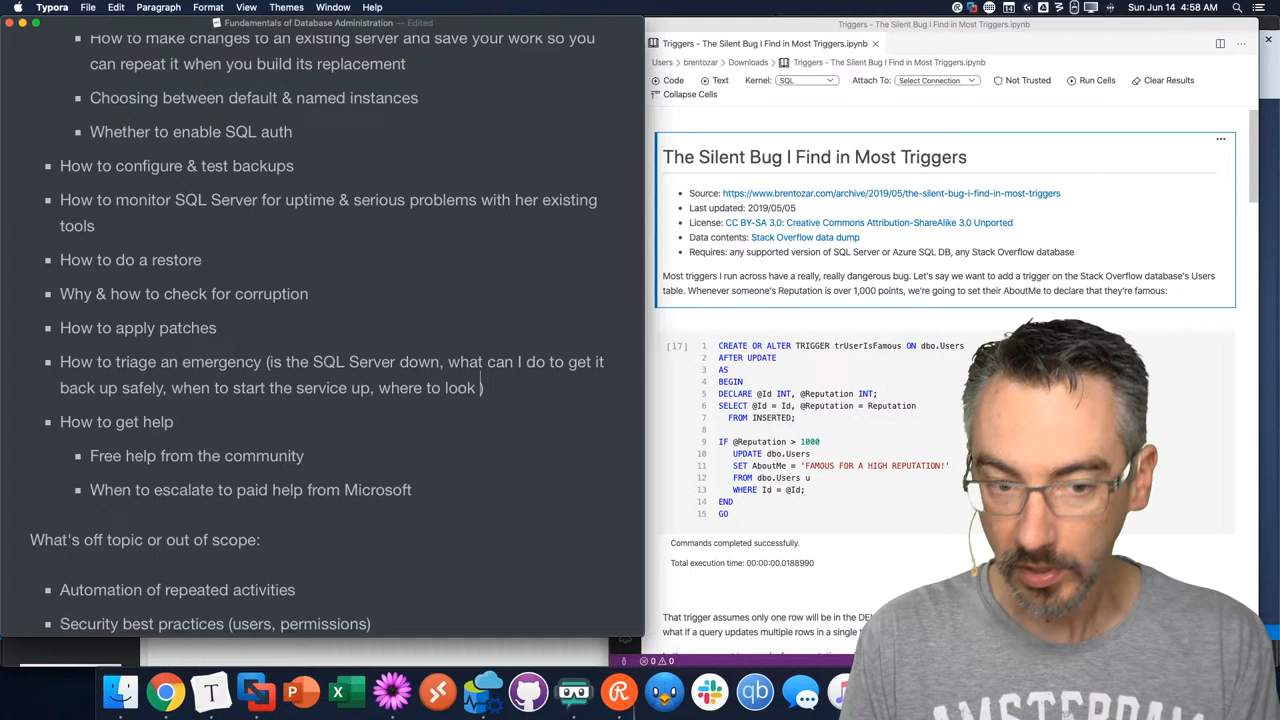 Typora File Edit Paragraph Format View Themes Window Help
Sun Jun 14 4:58 AM
Fundamentals of Database Administration — Edited
How to test changes to an existing server and save your work so you
can repeat it when you build its replacement
Choosing between default & named instances
Whether to enable SQL auth
How to configure & test backups
How to monitor SQL Server for uptime & serious problems with her existing
tools
How to do a restore
Why & how to check for corruption
How to apply patches
How to triage an emergency (is the SQL Server down, what can I do to get it
back up safely, when to start the service up, where to look )
How to get help
Free help from the community
When to escalate to paid help from Microsoft
What's off topic or out of scope:
Automation of repeated activities
Security best practices (users, permissions)
Triggers - The Silent Bug I Find in Most Triggers.ipynb
Triggers - The Silent Bug I Find in Most Triggers.ipynb
Users > brentozar > Downloads > Triggers - The Silent Bug I Find in Most Triggers.ipynb
Code Text Kernel: SQL Attach To: Select Connection Not Trusted Run Cells Clear Results
Collapse Cells
The Silent Bug I Find in Most Triggers
Source: https://www.brentozar.com/archive/2019/05/the-silent-bug-i-find-in-most-triggers
Last updated: 2019/05/05
License: CC BY-SA 3.0: Creative Commons Attribution-ShareAlike 3.0 Unported
Data contents: Stack Overflow data dump
Requires: any supported version of SQL Server or Azure SQL DB, any Stack Overflow database
Most triggers I run across have a really, really dangerous bug. Let's say we want to add a trigger on the Stack Overflow database's Users
table. Whenever someone's Reputation is over 1,000 points, we're going to set their AboutMe to declare that they're famous:
[17] 1 CREATE OR ALTER TRIGGER trUserIsFamous ON dbo.Users
2 AFTER UPDATE
3 AS
4 BEGIN
5 DECLARE @Id INT, @Reputation INT;
6 SELECT @Id = Id, @Reputation = Reputation
7 FROM INSERTED;
8
9 IF @Reputation > 1000
10 UPDATE dbo.Users
11 SET AboutMe = 'FAMOUS FOR A HIGH REPUTATION!'
12 FROM dbo.Users u
13 WHERE Id = @Id;
14 END
15 GO
Commands completed successfully.
Total execution time: 00:00:00.0188990
That trigger assumes only one row will be in the DE
what if a query updates multiple rows in a single
0 0
AMSTERDAM